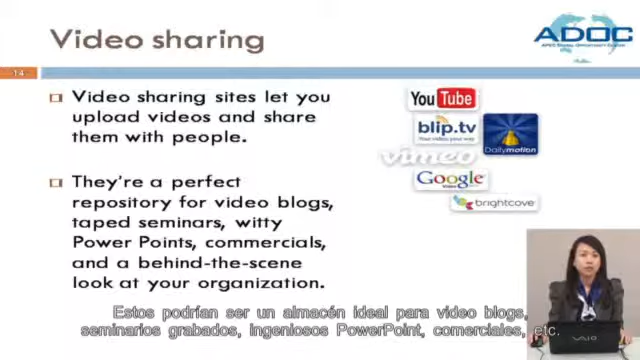 Video sharing
ADOC
14
Video sharing sites let you
upload videos and share
them with people.
They're a perfect
repository for video blogs,
taped seminars, witty
Power Points, commercials,
and a behind-the-scene
look at your organization.
YouTube
blip.tv
Dailymotion
vimeo
Google
brightcove
VAIO
Estos podrían ser un almacén ideal para video blogs,
seminarios grabados, ingeniosos PowerPoint, comerciales, etc.